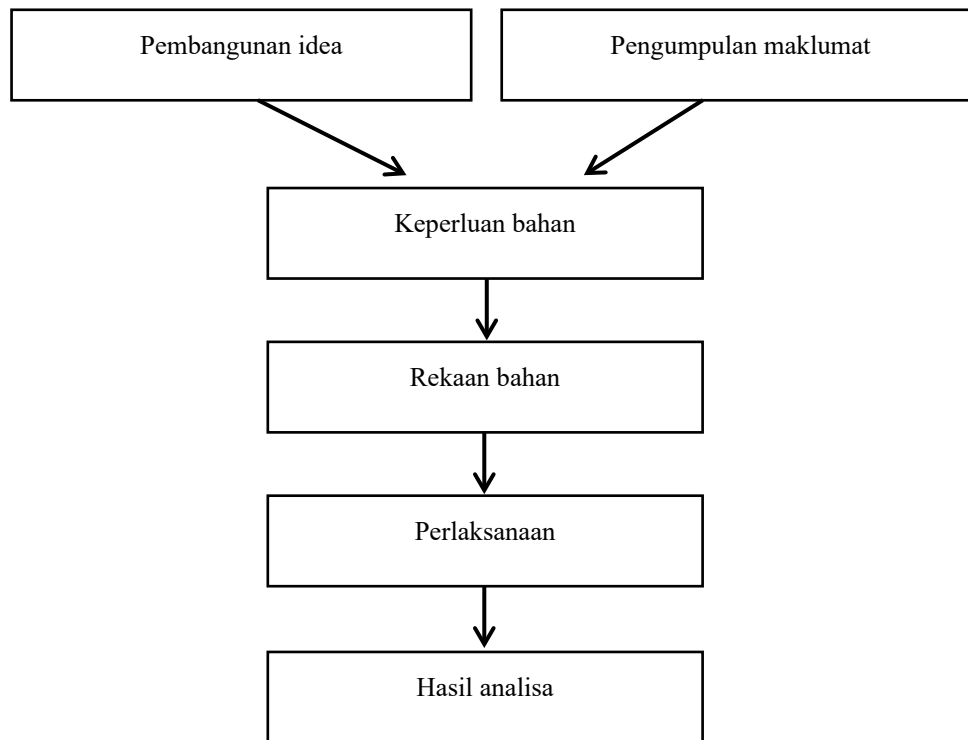 Pembangunan idea
Pengumpulan maklumat
Keperluan bahan
Rekaan bahan
Perlaksanaan
Hasil analisa